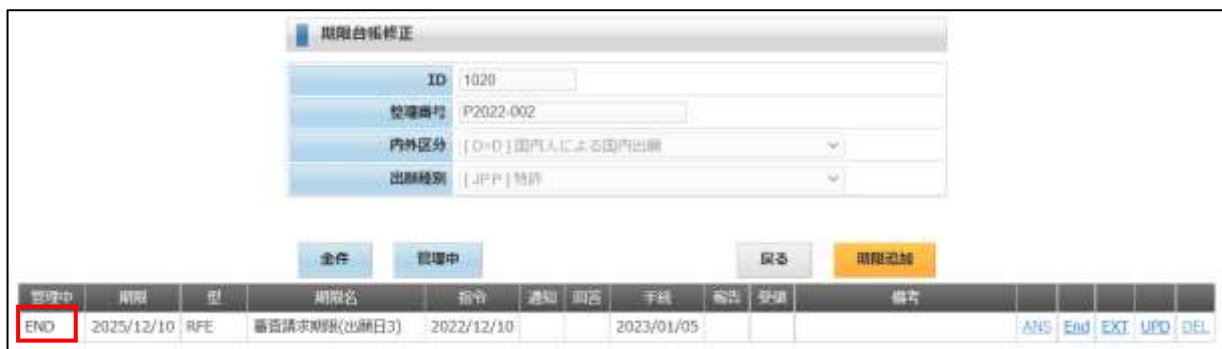 期限台帳修正
ID 1020
整理番号 P2022-002
内外区分 [D>D]国内人による国内出願
出願種別 [JPP]特許
全件 管理中 戻る 期限追加
管理中 期限 型 期限名 指令 通知 回答 手続 報告 受領 備考
END 2025/12/10 RFE 審査請求期限(出願日3) 2022/12/10 2023/01/05 ANS End EXT UPD DEL